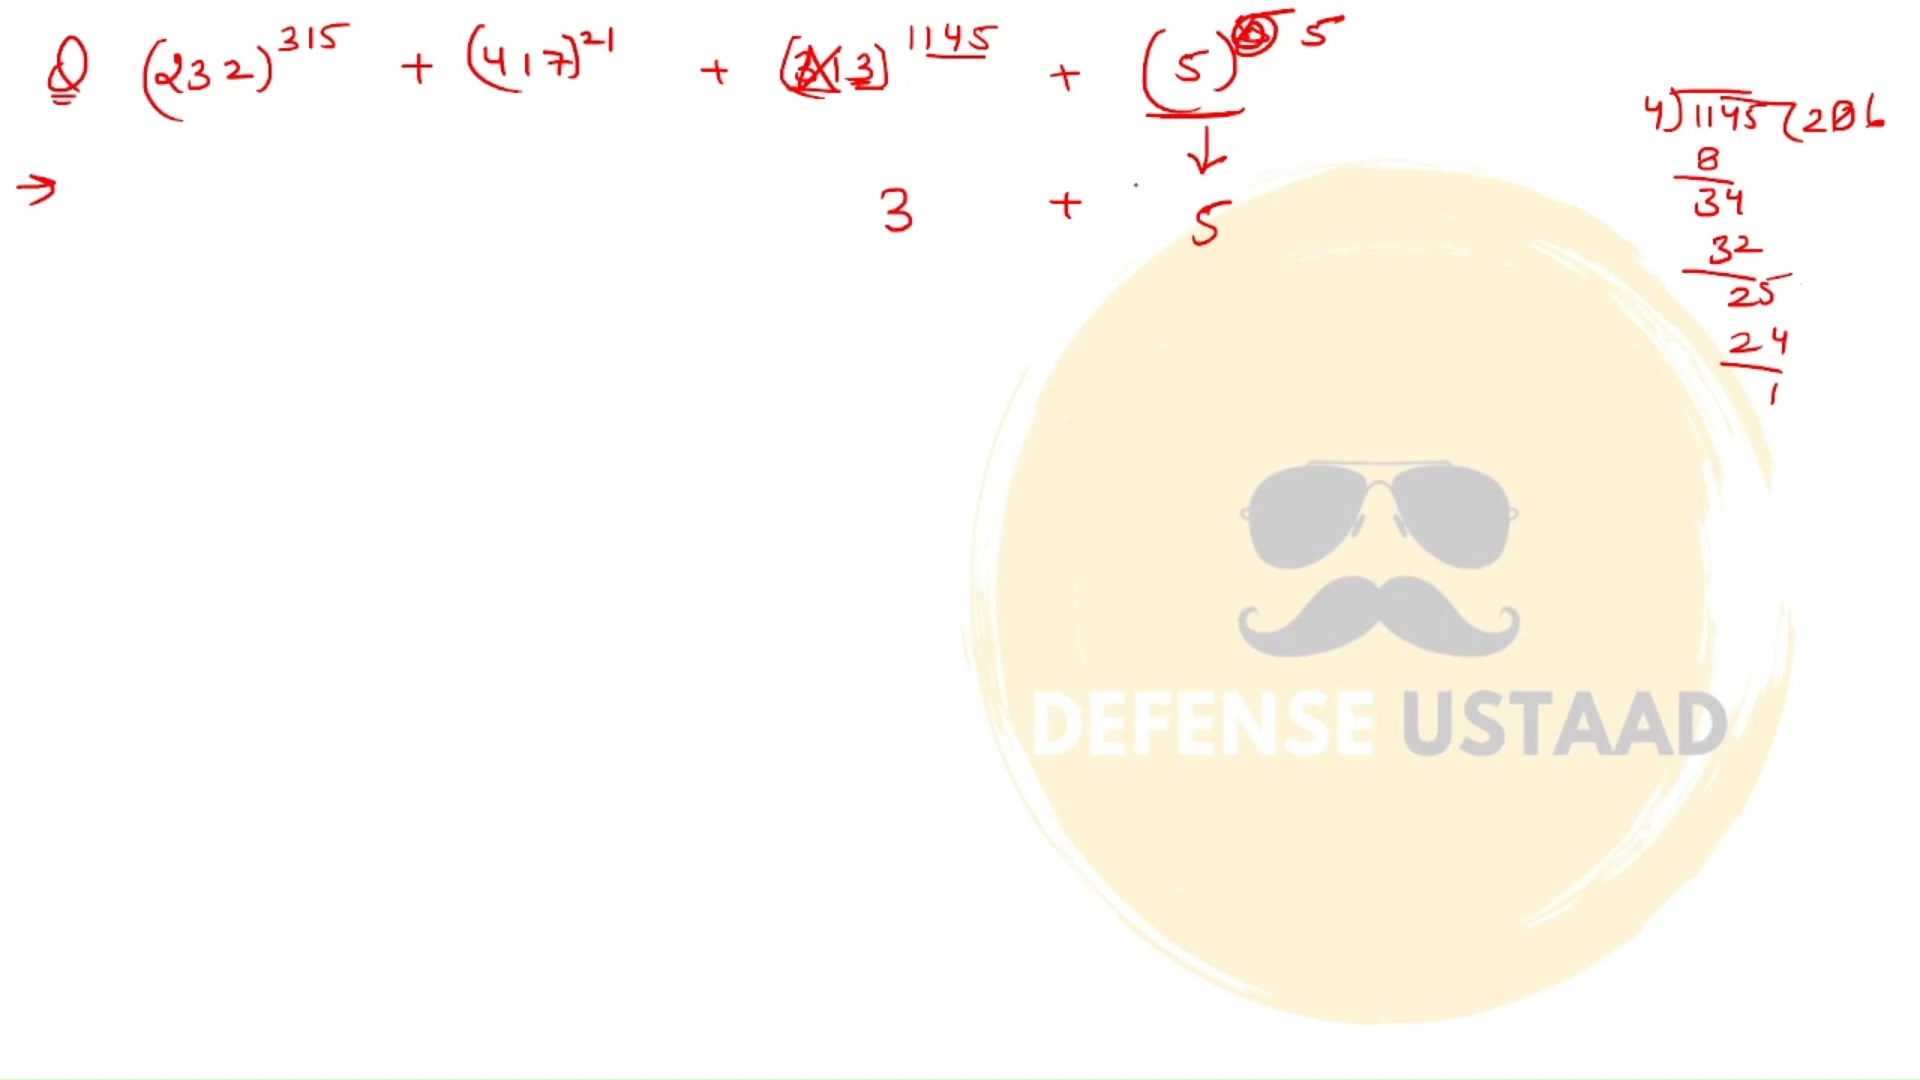 Q (232)^315 + (417)^21 + (313)^1145 + (5)^5
→ 3 + 5
4)1145(286
8
34
32
25
24
1
DEFENSE USTAAD